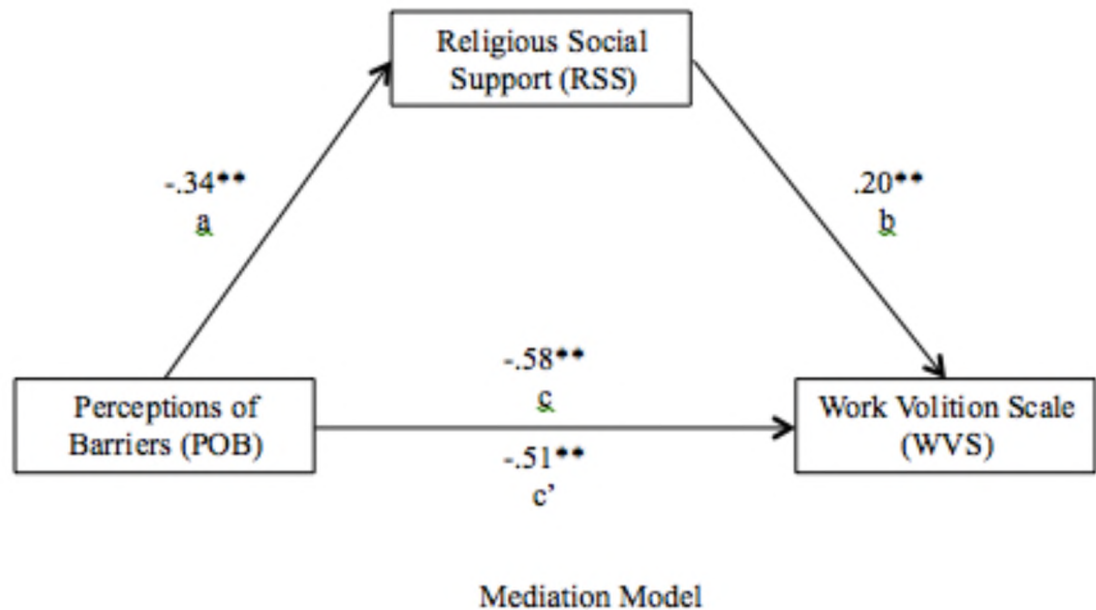 Religious Social
Support (RSS)
-.34**
a
.20**
b
-.58**
c
Perceptions of
Barriers (POB)
Work Volition Scale
(WVS)
-.51**
c’
Mediation Model